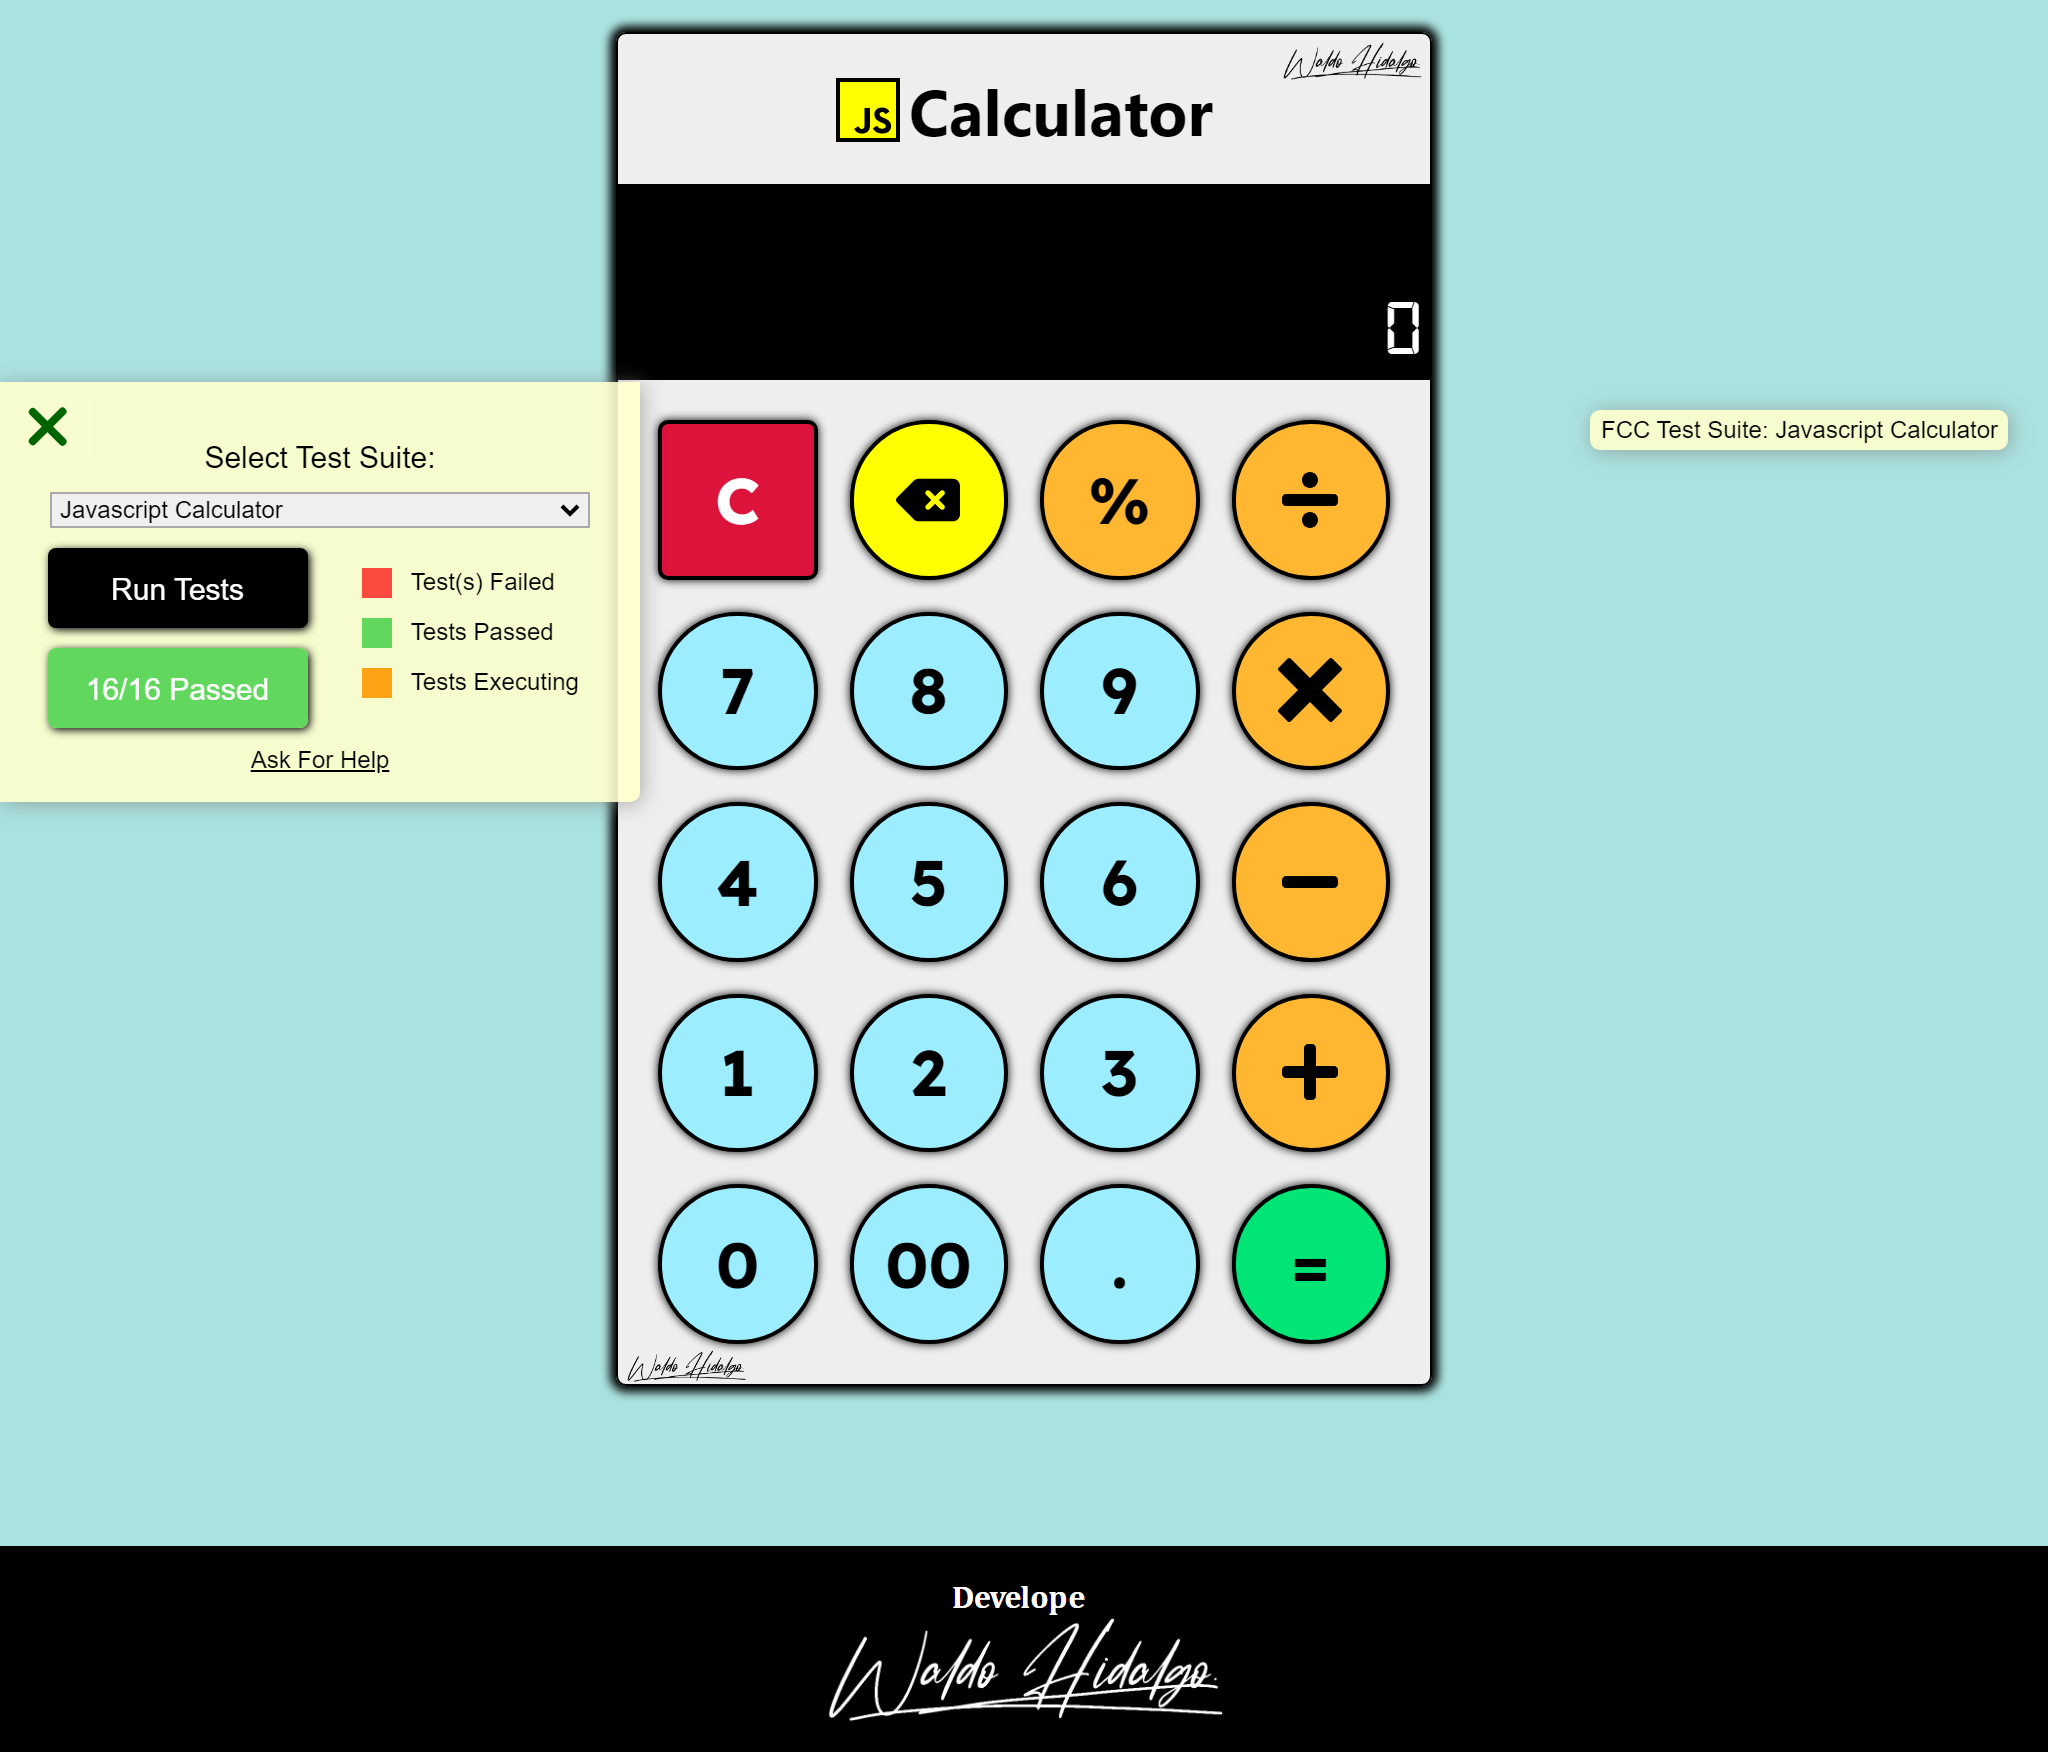 Waldo Hidalgo
JS Calculator
0
Select Test Suite:
Javascript Calculator
Run Tests
Test(s) Failed
Tests Passed
16/16 Passed
Tests Executing
Ask For Help
FCC Test Suite: Javascript Calculator
C % ÷
7 8 9 ×
4 5 6 −
1 2 3 +
0 00 . =
Waldo Hidalgo
Develope
Waldo Hidalgo.